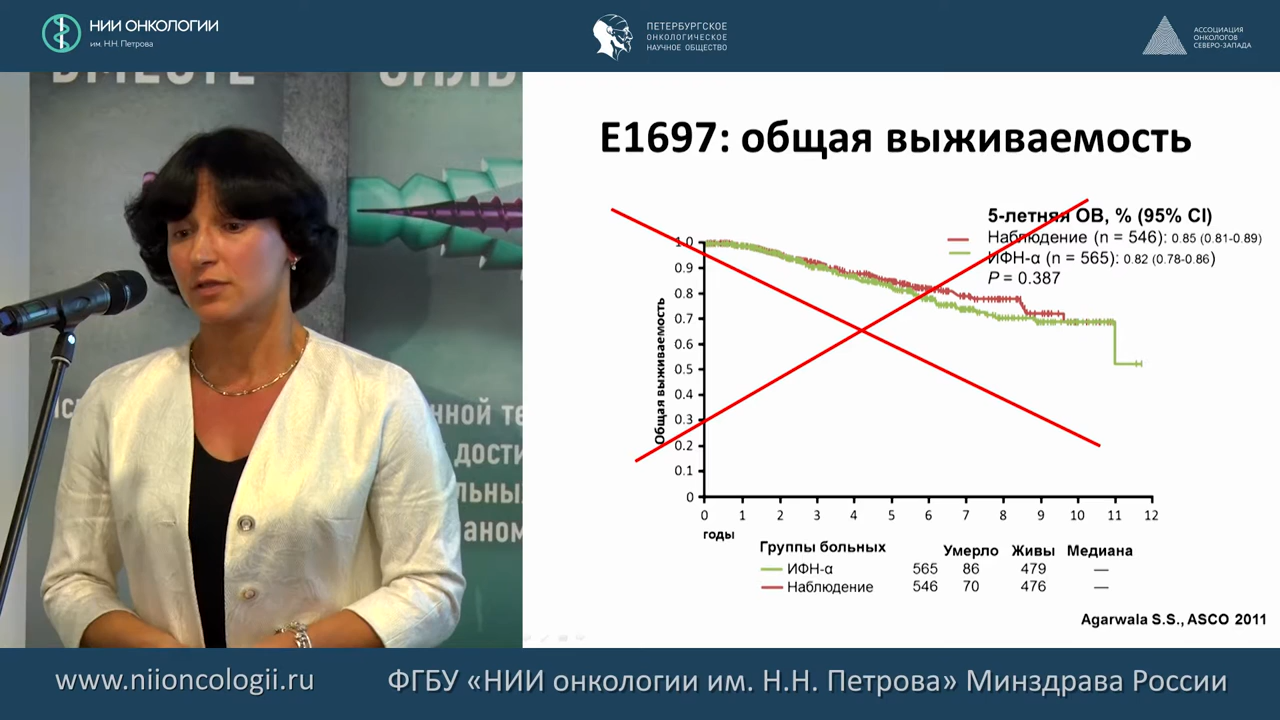 НИИ ОНКОЛОГИИ
им. Н.Н. Петрова
ПЕТЕРБУРГСКОЕ
ОНКОЛОГИЧЕСКОЕ
НАУЧНОЕ ОБЩЕСТВО
АССОЦИАЦИЯ
ОНКОЛОГОВ
СЕВЕРО-ЗАПАДА
ВМЕСТЕ
E1697: общая выживаемость
5-летняя ОВ, % (95% CI)
Наблюдение (n = 546): 0.85 (0.81-0.89)
ИФН-α (n = 565): 0.82 (0.78-0.86)
P = 0.387
Общая выживаемость
1.0
0.9
0.8
0.7
0.6
0.5
0.4
0.3
0.2
0.1
0
0 1 2 3 4 5 6 7 8 9 10 11 12
годы
Группы больных Умерло Живы Медиана
ИФН-α 565 86 479 —
Наблюдение 546 70 476 —
Agarwala S.S., ASCO 2011
www.niioncologii.ru
ФГБУ «НИИ онкологии им. Н.Н. Петрова» Минздрава России